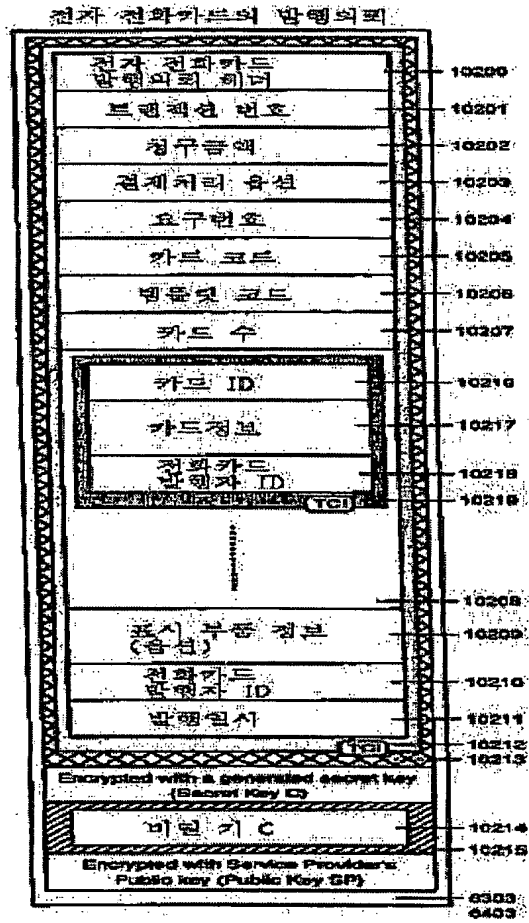 전자 전화카드의 발행의뢰
전자 전화카드
발행의뢰 헤더
10200
트랜잭션 번호
10201
청구금액
10202
결제처리 옵션
10203
요구번호
10204
카드 코드
10205
템플릿 코드
10206
카드 수
10207
카드 ID
10216
카드정보
10217
전화카드
발행자 ID
10218
TCI
10219
10208
표시 부품 정보
(옵션)
10209
전화카드
발행자 ID
10210
발행일시
10211
TCI
10212
10213
Encrypted with a generated secret key
(Secret Key C)
비밀 키 C
10214
10215
Encrypted with Service Provider's
Public key (Public Key SP)
6303
6403